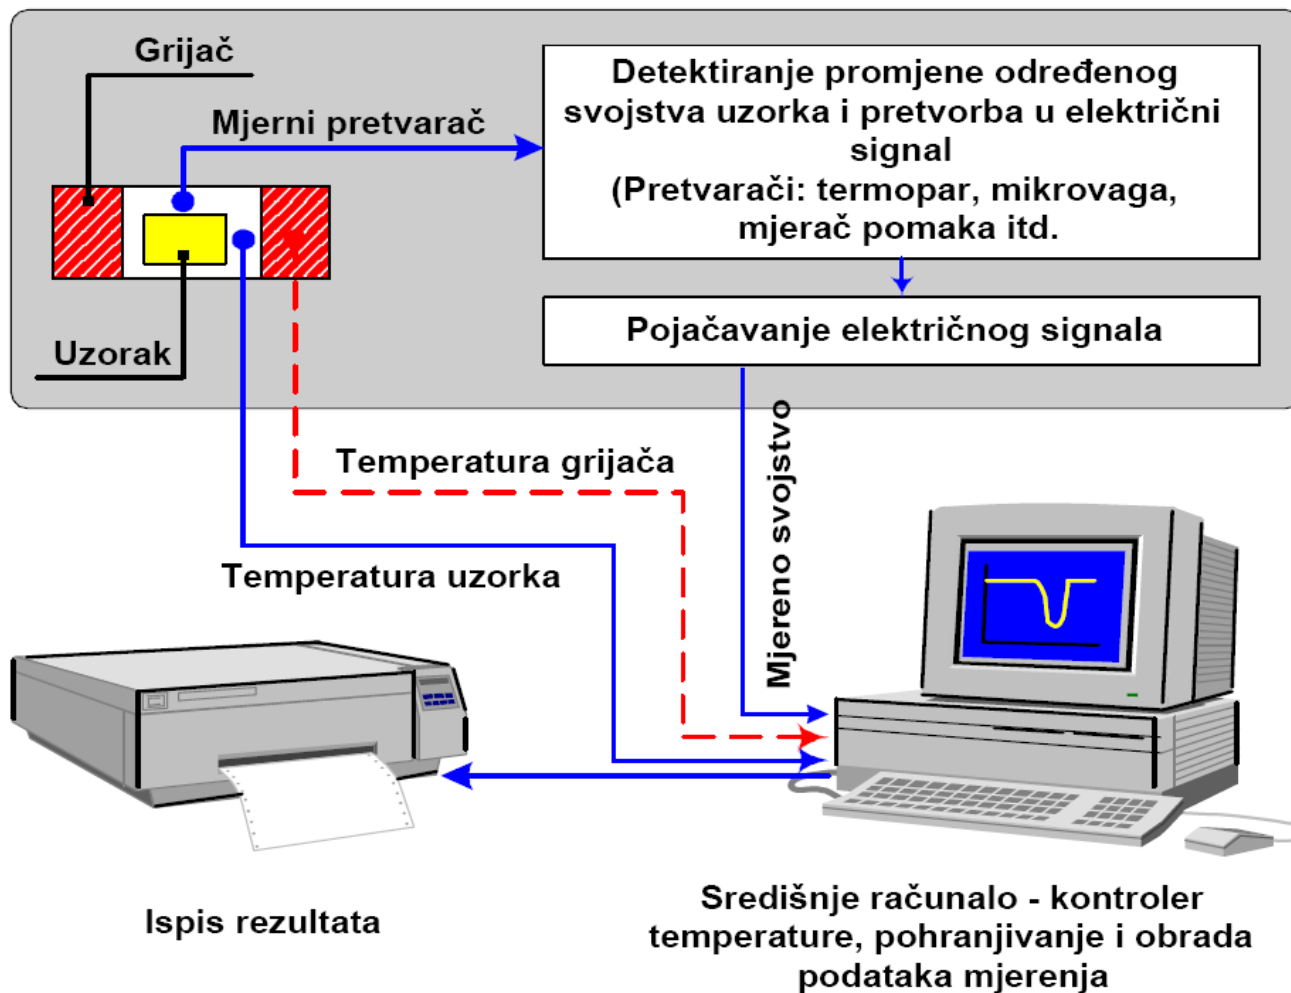 Grijač
Mjerni pretvarač
Detektiranje promjene određenog
svojstva uzorka i pretvorba u električni
signal
(Pretvarači: termopar, mikrovaga,
mjerač pomaka itd.
Uzorak
Pojačavanje električnog signala
Temperatura grijača
Mjereno svojstvo
Temperatura uzorka
Ispis rezultata
Središnje računalo - kontroler
temperature, pohranjivanje i obrada
podataka mjerenja